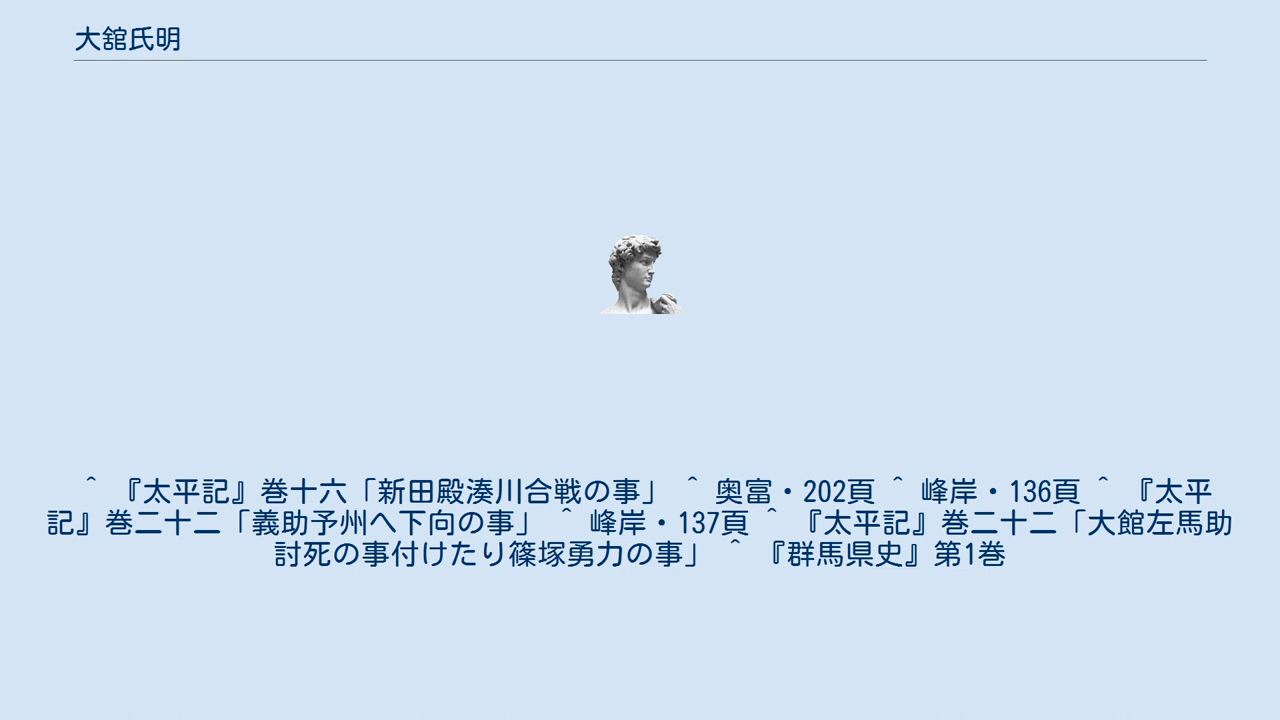 大舘氏明
^ 『太平記』巻十六「新田殿湊川合戦の事」 ^ 奥富・202頁 ^ 峰岸・136頁 ^ 『太平
記』巻二十二「義助予州へ下向の事」 ^ 峰岸・137頁 ^ 『太平記』巻二十二「大館左馬助
討死の事付けたり篠塚勇力の事」 ^ 『群馬県史』第1巻